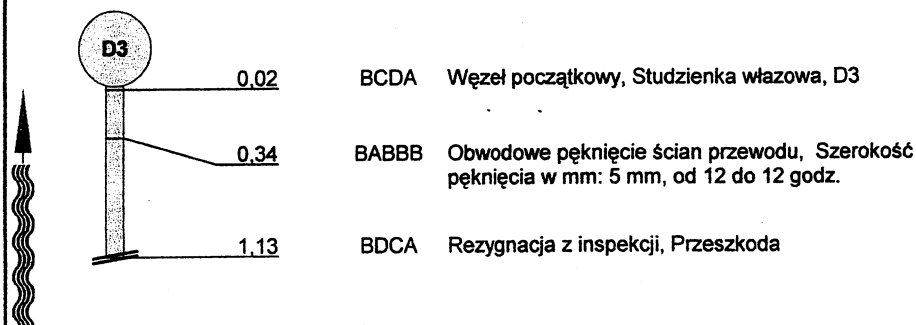 D3
0,02 BCDA Węzeł początkowy, Studzienka włazowa, D3
0,34 BABBB Obwodowe pęknięcie ścian przewodu, Szerokość
pęknięcia w mm: 5 mm, od 12 do 12 godz.
1,13 BDCA Rezygnacja z inspekcji, Przeszkoda